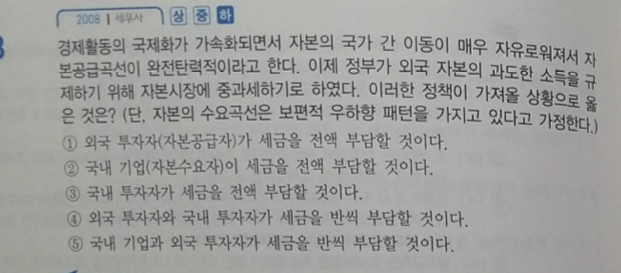 2008 | 세무사 상 중 하
경제활동의 국제화가 가속화되면서 자본의 국가 간 이동이 매우 자유로워져서 자
본공급곡선이 완전탄력적이라고 한다. 이제 정부가 외국 자본의 과도한 소득을 규
제하기 위해 자본시장에 중과세하기로 하였다. 이러한 정책이 가져올 상황으로 옳
은 것은? (단, 자본의 수요곡선은 보편적 우하향 패턴을 가지고 있다고 가정한다.)
① 외국 투자자(자본공급자)가 세금을 전액 부담할 것이다.
② 국내 기업(자본수요자)이 세금을 전액 부담할 것이다.
③ 국내 투자자가 세금을 전액 부담할 것이다.
④ 외국 투자자와 국내 투자자가 세금을 반씩 부담할 것이다.
⑤ 국내 기업과 외국 투자자가 세금을 반씩 부담할 것이다.